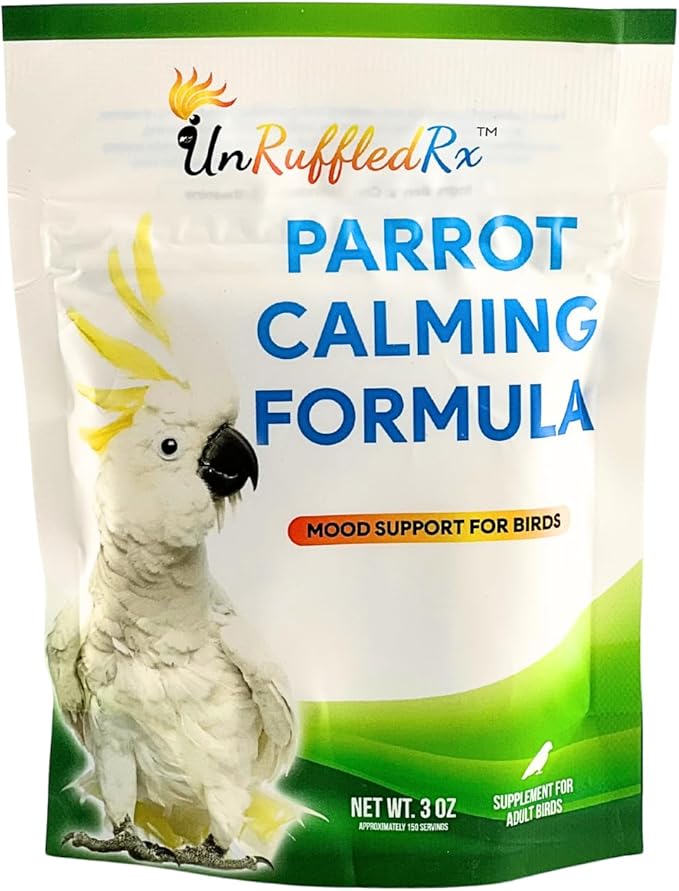 UnRuffledRx™
PARROT
CALMING
FORMULA
MOOD SUPPORT FOR BIRDS
NET WT. 3 OZ
APPROXIMATELY 150 SERVINGS
SUPPLEMENT FOR
ADULT BIRDS